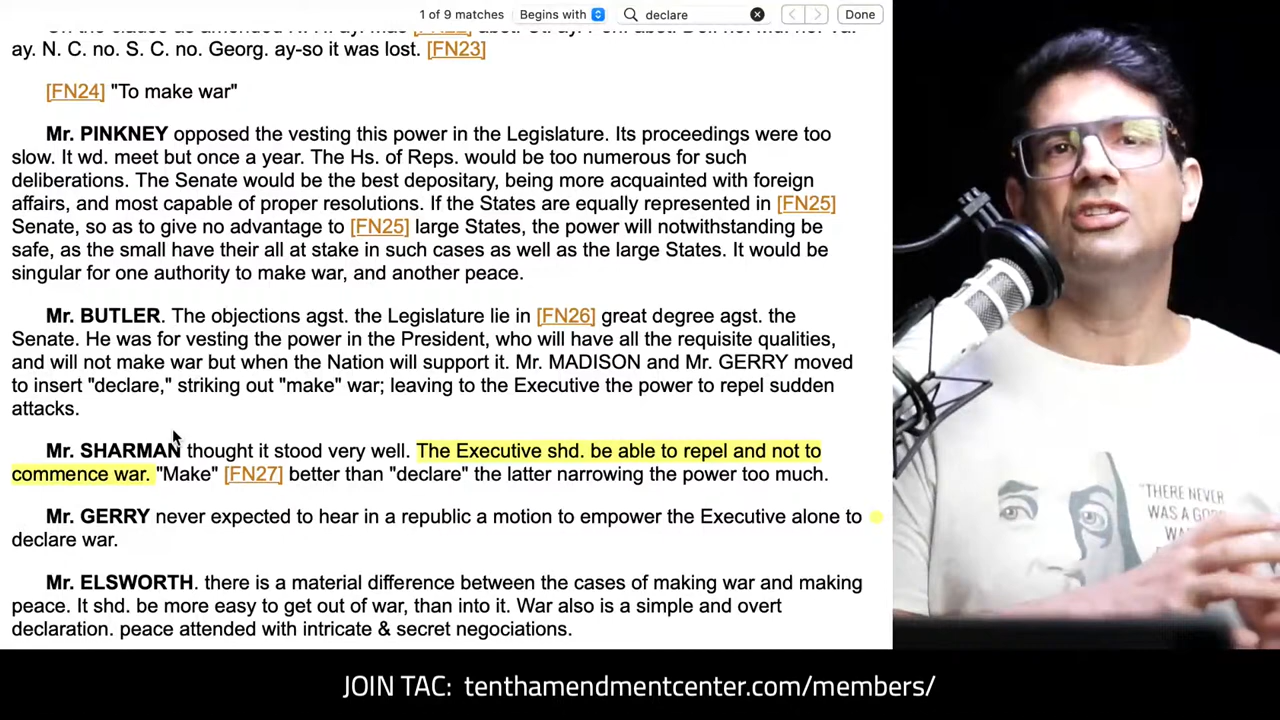 1 of 9 matches Begins with declare Done
ay. N. C. no. S. C. no. Georg. ay-so it was lost. [FN23]
[FN24] "To make war"
Mr. PINKNEY opposed the vesting this power in the Legislature. Its proceedings were too
slow. It wd. meet but once a year. The Hs. of Reps. would be too numerous for such
deliberations. The Senate would be the best depositary, being more acquainted with foreign
affairs, and most capable of proper resolutions. If the States are equally represented in [FN25]
Senate, so as to give no advantage to [FN25] large States, the power will notwithstanding be
safe, as the small have their all at stake in such cases as well as the large States. It would be
singular for one authority to make war, and another peace.
Mr. BUTLER. The objections agst. the Legislature lie in [FN26] great degree agst. the
Senate. He was for vesting the power in the President, who will have all the requisite qualities,
and will not make war but when the Nation will support it. Mr. MADISON and Mr. GERRY moved
to insert "declare," striking out "make" war; leaving to the Executive the power to repel sudden
attacks.
Mr. SHARMAN thought it stood very well. The Executive shd. be able to repel and not to
commence war. "Make" [FN27] better than "declare" the latter narrowing the power too much.
Mr. GERRY never expected to hear in a republic a motion to empower the Executive alone to
declare war.
Mr. ELSWORTH. there is a material difference between the cases of making war and making
peace. It shd. be more easy to get out of war, than into it. War also is a simple and overt
declaration. peace attended with intricate & secret negociations.
"THERE NEVER
WAS A
JOIN TAC: tenthamendmentcenter.com/members/